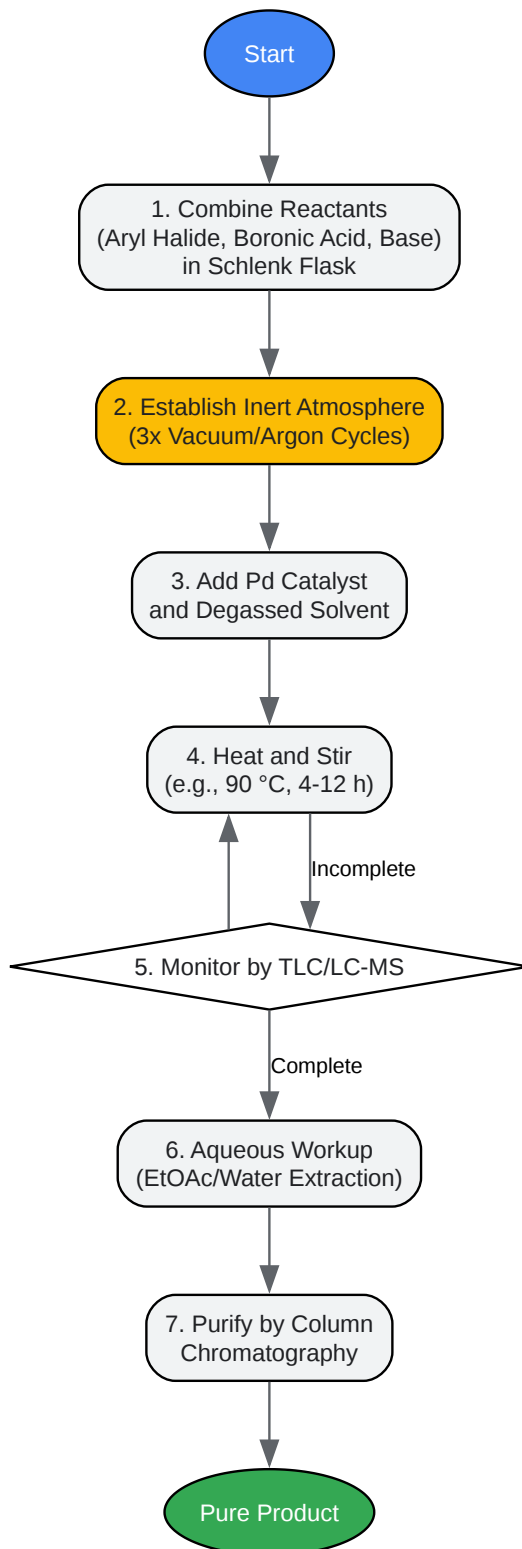 Start
1. Combine Reactants
(Aryl Halide, Boronic Acid, Base)
in Schlenk Flask
2. Establish Inert Atmosphere
(3x Vacuum/Argon Cycles)
3. Add Pd Catalyst
and Degassed Solvent
4. Heat and Stir
(e.g., 90 °C, 4-12 h)
Incomplete
5. Monitor by TLC/LC-MS
Complete
6. Aqueous Workup
(EtOAc/Water Extraction)
7. Purify by Column
Chromatography
Pure Product